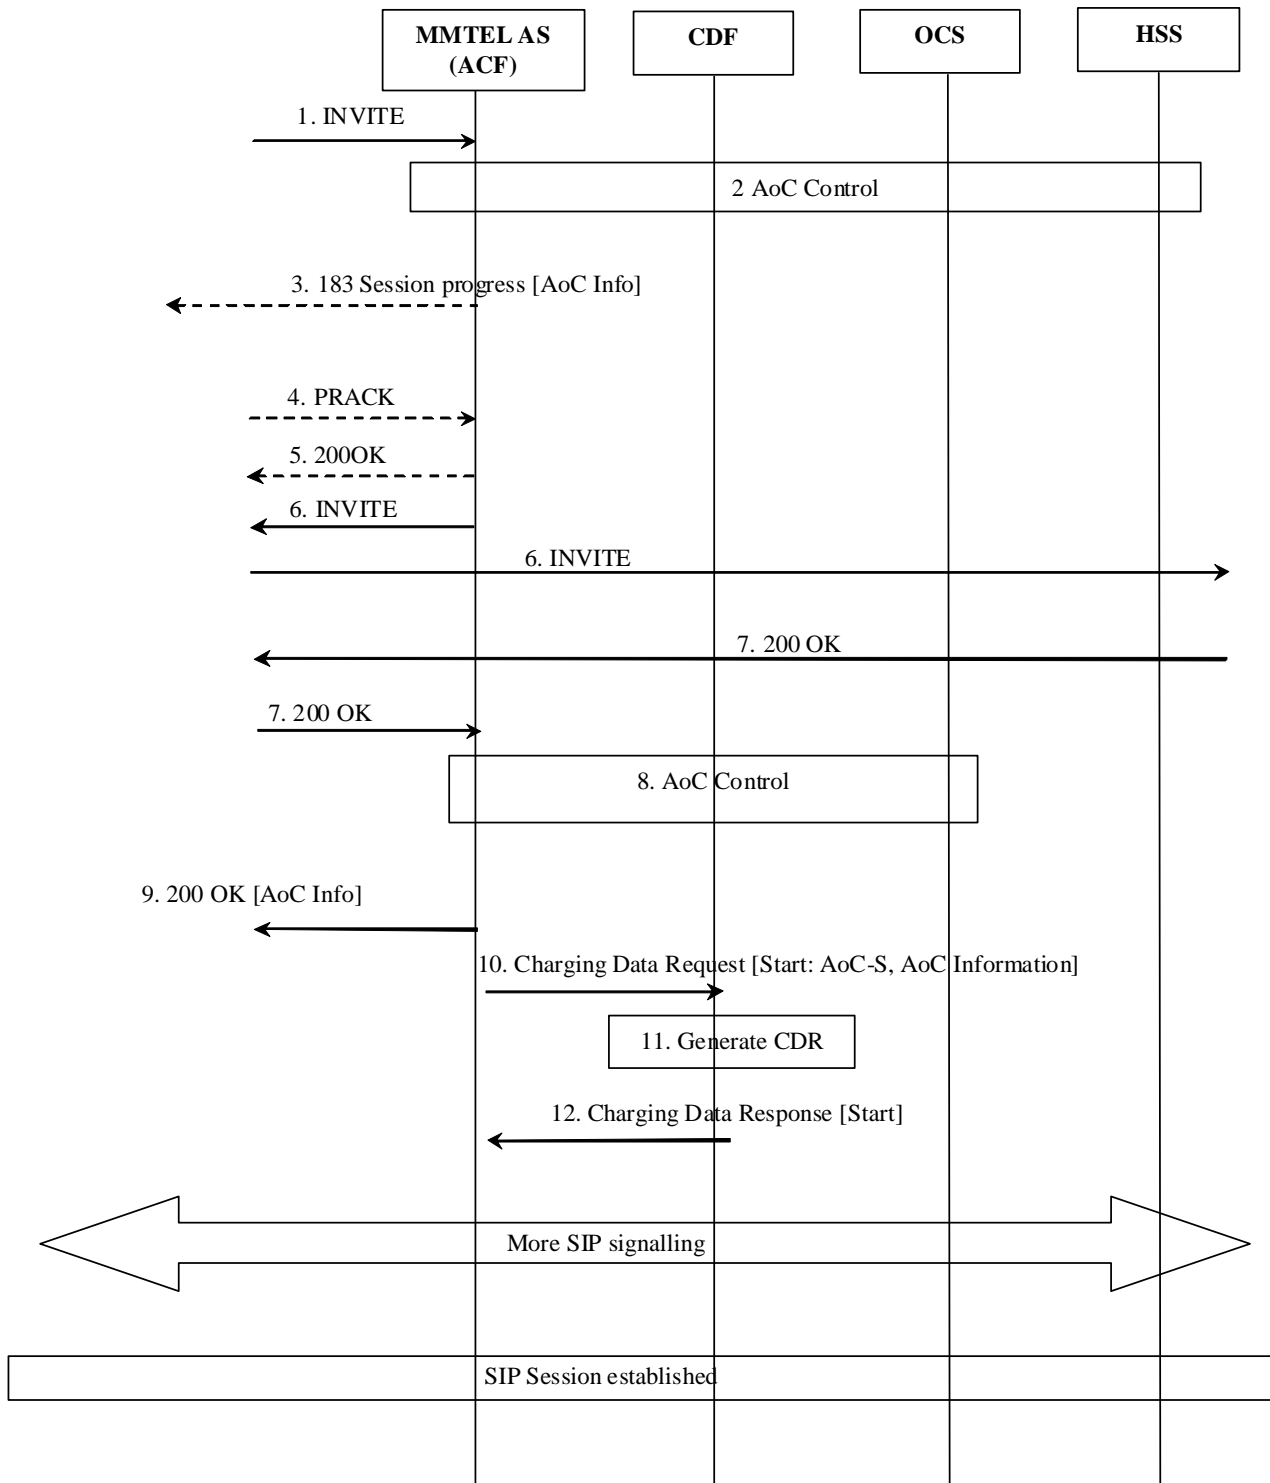 MMTEL AS
(ACF)
CDF
OCS
HSS
1. INVITE
2 AoC Control
3. 183 Session progress [AoC Info]
4. PRACK
5. 200OK
6. INVITE
6. INVITE
7. 200 OK
7. 200 OK
8. AoC Control
9. 200 OK [AoC Info]
10. Charging Data Request [Start: AoC-S, AoC Information]
11. Generate CDR
12. Charging Data Response [Start]
More SIP signalling
SIP Session established